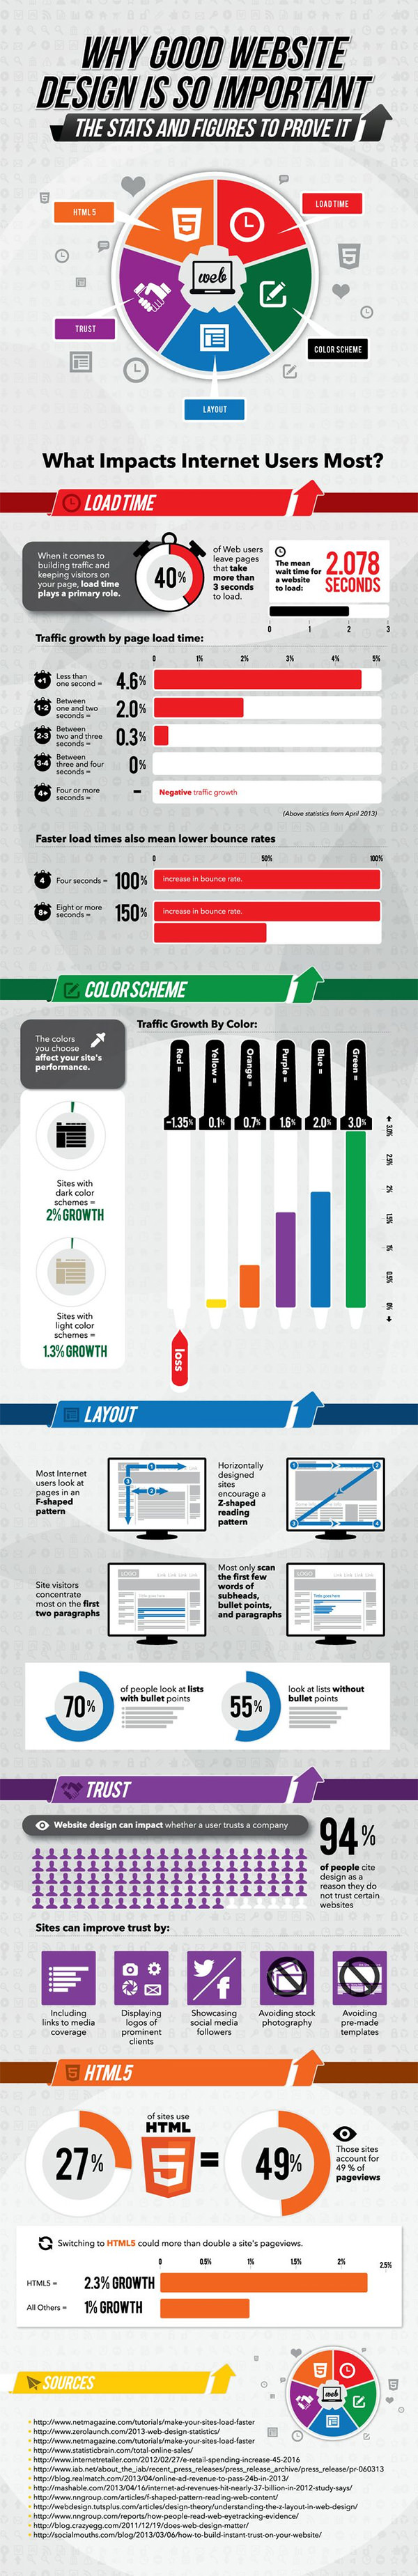 WHY GOOD WEBSITE
DESIGN IS SO IMPORTANT
THE STATS AND FIGURES TO PROVE IT
HTML 5
LOAD TIME
web
TRUST
COLOR SCHEME
LAYOUT
What Impacts Internet Users Most?
LOAD TIME
When it comes to
building traffic and
keeping visitors on
your page, load time
plays a primary role.
40%
of Web users
leave pages
that take
more than
3 seconds
to load.
The mean
wait time for
a website
to load:
2.078
SECONDS
0 1 2 3
Traffic growth by page load time:
0 1% 2% 3% 4% 5%
<1 Less than
one second = 4.6%
1-2 Between
one and two
seconds = 2.0%
2-3 Between
two and three
seconds = 0.3%
3-4 Between
three and four
seconds = 0%
4+ Four or more
seconds = - Negative traffic growth
(Above statistics from April 2013)
Faster load times also mean lower bounce rates
0 50% 100%
4 Four seconds = 100% increase in bounce rate.
8+ Eight or more
seconds = 150% increase in bounce rate.
COLOR SCHEME
The colors
you choose
affect your site's
performance.
Traffic Growth By Color:
Red = Yellow = Orange = Purple = Blue = Green =
-1.35% 0.1% 0.7% 1.6% 2.0% 3.0%
3.0%
2.5%
2%
1.5%
1%
0.5%
0%
loss
Sites with
dark color
schemes =
2% GROWTH
Sites with
light color
schemes =
1.3% GROWTH
LAYOUT
Most Internet
users look at
pages in an
F-shaped
pattern
1
2
3
Horizontally
designed
sites
encourage a
Z-shaped
reading
pattern
1 2
3 4
Site visitors
concentrate
most on the first
two paragraphs
LOGO
Most only scan
the first few
words of
subheads,
bullet points,
and paragraphs
LOGO
70%
of people look at lists
with bullet points
55%
look at lists without
bullet points
TRUST
Website design can impact whether a user trusts a company
94%
of people cite
design as a
reason they do
not trust certain
websites
Sites can improve trust by:
Including
links to media
coverage
Displaying
logos of
prominent
clients
Showcasing
social media
followers
Avoiding stock
photography
Avoiding
pre-made
templates
HTML5
27%
of sites use
HTML
5
=
49%
Those sites
account for
49 % of
pageviews
Switching to HTML5 could more than double a site's pageviews.
0 0.5% 1% 1.5% 2% 2.5%
HTML5 = 2.3% GROWTH
All Others = 1% GROWTH
SOURCES
web
http://www.netmagazine.com/tutorials/make-your-sites-load-faster
http://www.zerolaunch.com/2013-web-design-statistics/
http://www.netmagazine.com/tutorials/make-your-sites-load-faster
http://www.statisticbrain.com/total-online-sales/
http://www.internetretailer.com/2012/02/27/e-retail-spending-increase-45-2016
http://www.iab.net/about_the_iab/recent_press_releases/press_release_archive/press_release/pr-060313
http://blog.realmatch.com/2013/04/online-ad-revenue-to-pass-24b-in-2013/
http://mashable.com/2013/04/16/internet-ad-revenues-hit-nearly-37-billion-in-2012-study-says/
http://www.nngroup.com/articles/f-shaped-pattern-reading-web-content/
http://webdesign.tutsplus.com/articles/design-theory/understanding-the-z-layout-in-web-design/
http://www.nngroup.com/reports/how-people-read-web-eyetracking-evidence/
http://blog.crazyegg.com/2011/12/19/does-web-design-matter/
http://socialmouths.com/blog/2013/03/06/how-to-build-instant-trust-on-your-website/